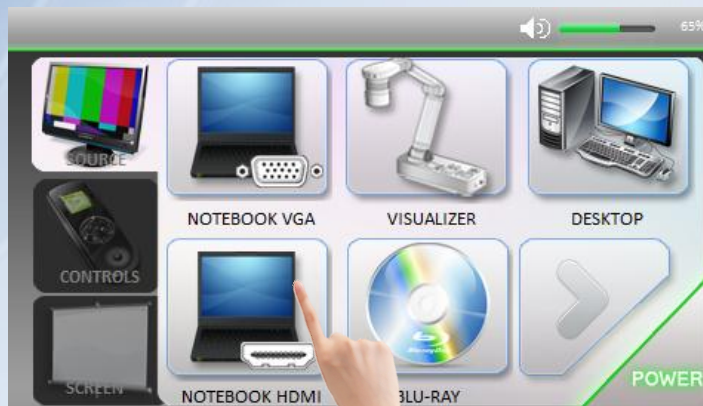 65%
SOURCE
NOTEBOOK VGA
VISUALIZER
DESKTOP
CONTROLS
SCREEN
NOTEBOOK HDMI
BLU-RAY
POWER